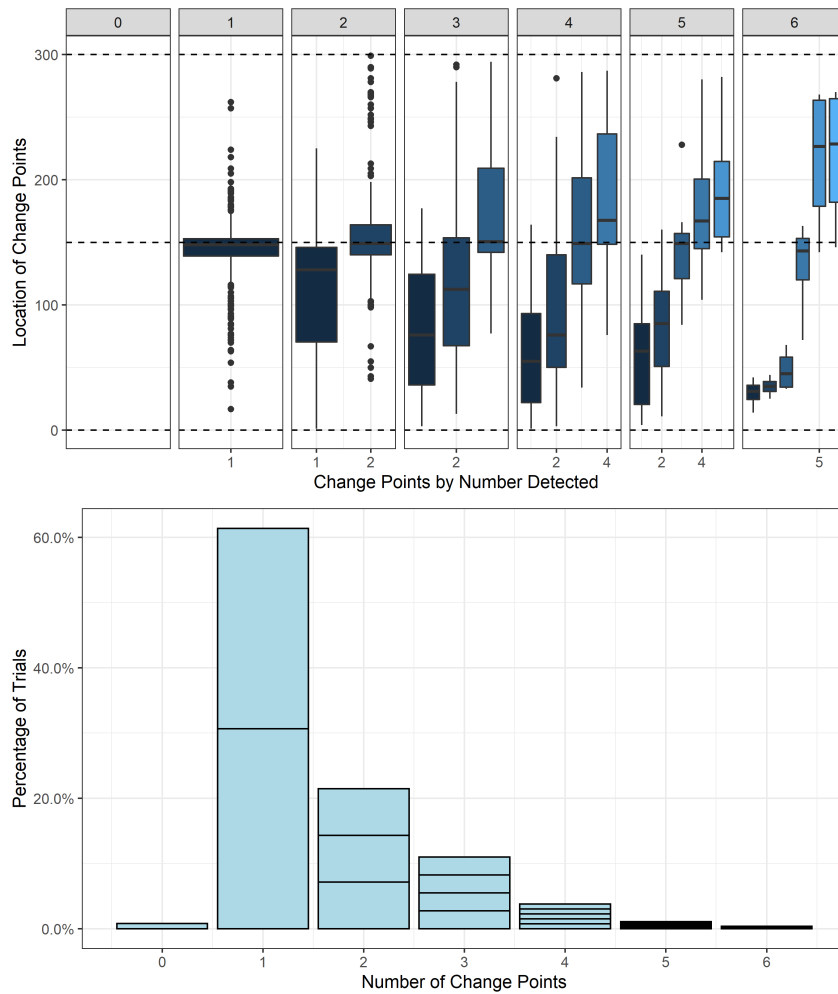 0 1 2 3 4 5 6
300
200
100
0
Location of Change Points
1 1 2 2 2 4 2 4 5
Change Points by Number Detected
60.0%
40.0%
20.0%
0.0%
Percentage of Trials
0 1 2 3 4 5 6
Number of Change Points